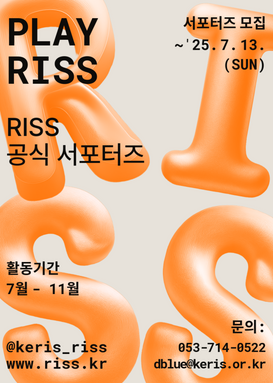 PLAY
RISS
서포터즈 모집
~'25.7.13.
(SUN)
RISS
공식 서포터즈
RISS
활동기간
7월 - 11월
@keris_riss
www.riss.kr
문의:
053-714-0522
dblue@keris.or.kr